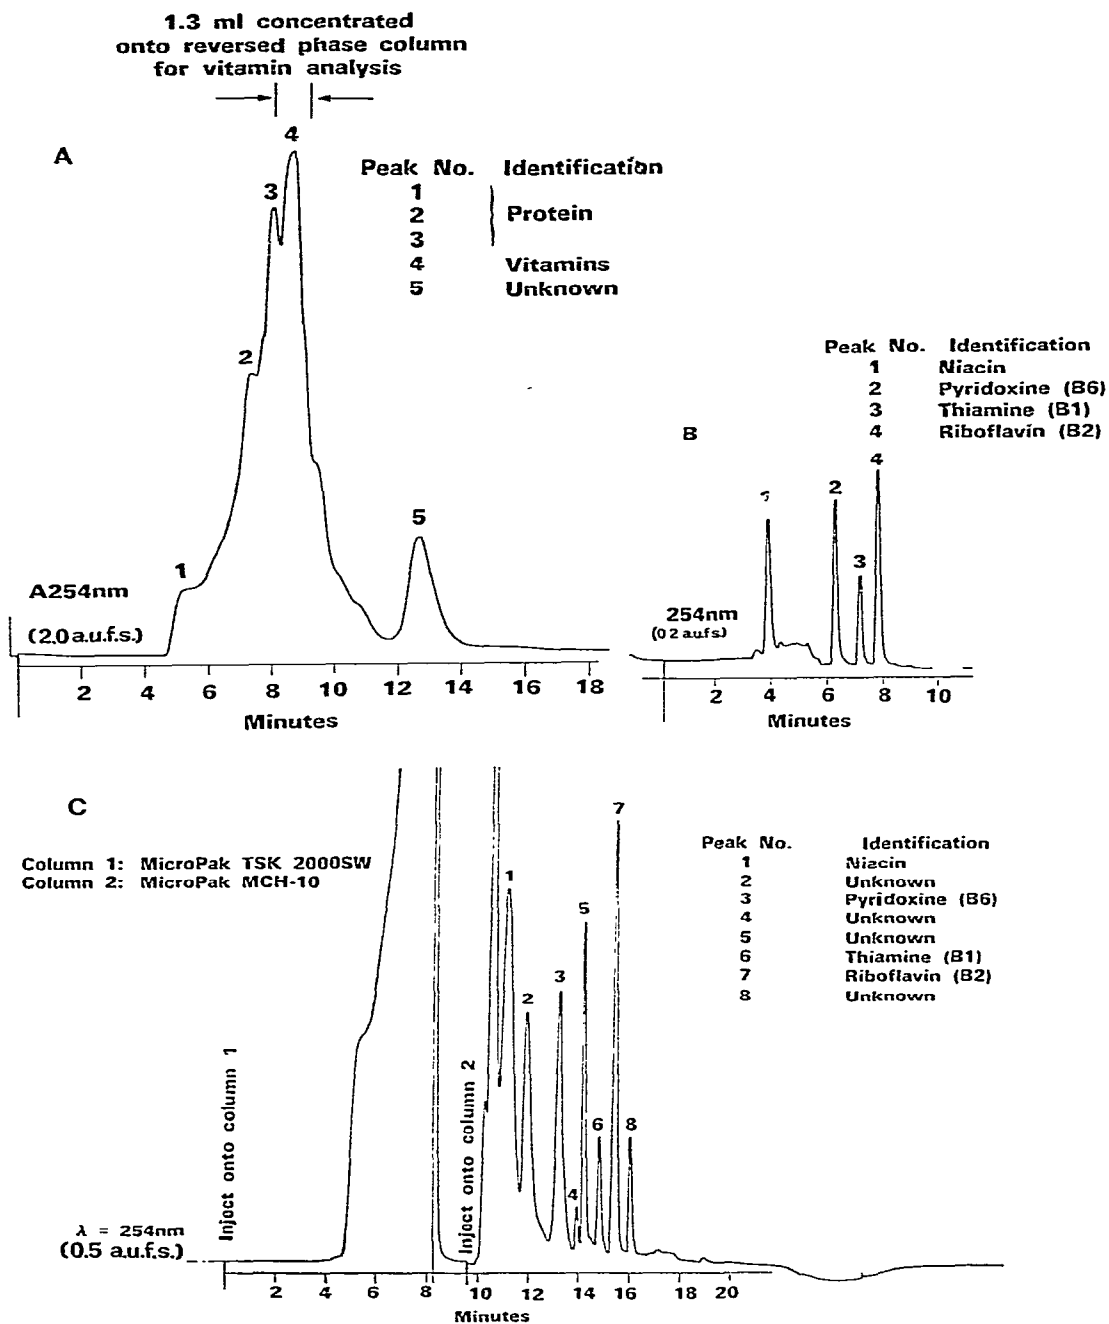 1.3 ml concentrated
onto reversed phase column
for vitamin analysis
A
4
3
2
1
5
Peak No. Identification
1
2 Protein
3
4 Vitamins
5 Unknown
A254nm
(2.0 a.u.f.s.)
2 4 6 8 10 12 14 16 18
Minutes
B
Peak No. Identification
1 Niacin
2 Pyridoxine (B6)
3 Thiamine (B1)
4 Riboflavin (B2)
2
3
4
254nm
(0.2 a.u.f.s.)
2 4 6 8 10
Minutes
C
Column 1: MicroPak TSK 2000SW
Column 2: MicroPak MCH-10
Peak No. Identification
1 Niacin
2 Unknown
3 Pyridoxine (B6)
4 Unknown
5 Unknown
6 Thiamine (B1)
7 Riboflavin (B2)
8 Unknown
1
2
3
4
5
6
7
8
Inject onto column 1
Inject onto column 2
λ = 254nm
(0.5 a.u.f.s.)
2 4 6 8 10 12 14 16 18 20
Minutes